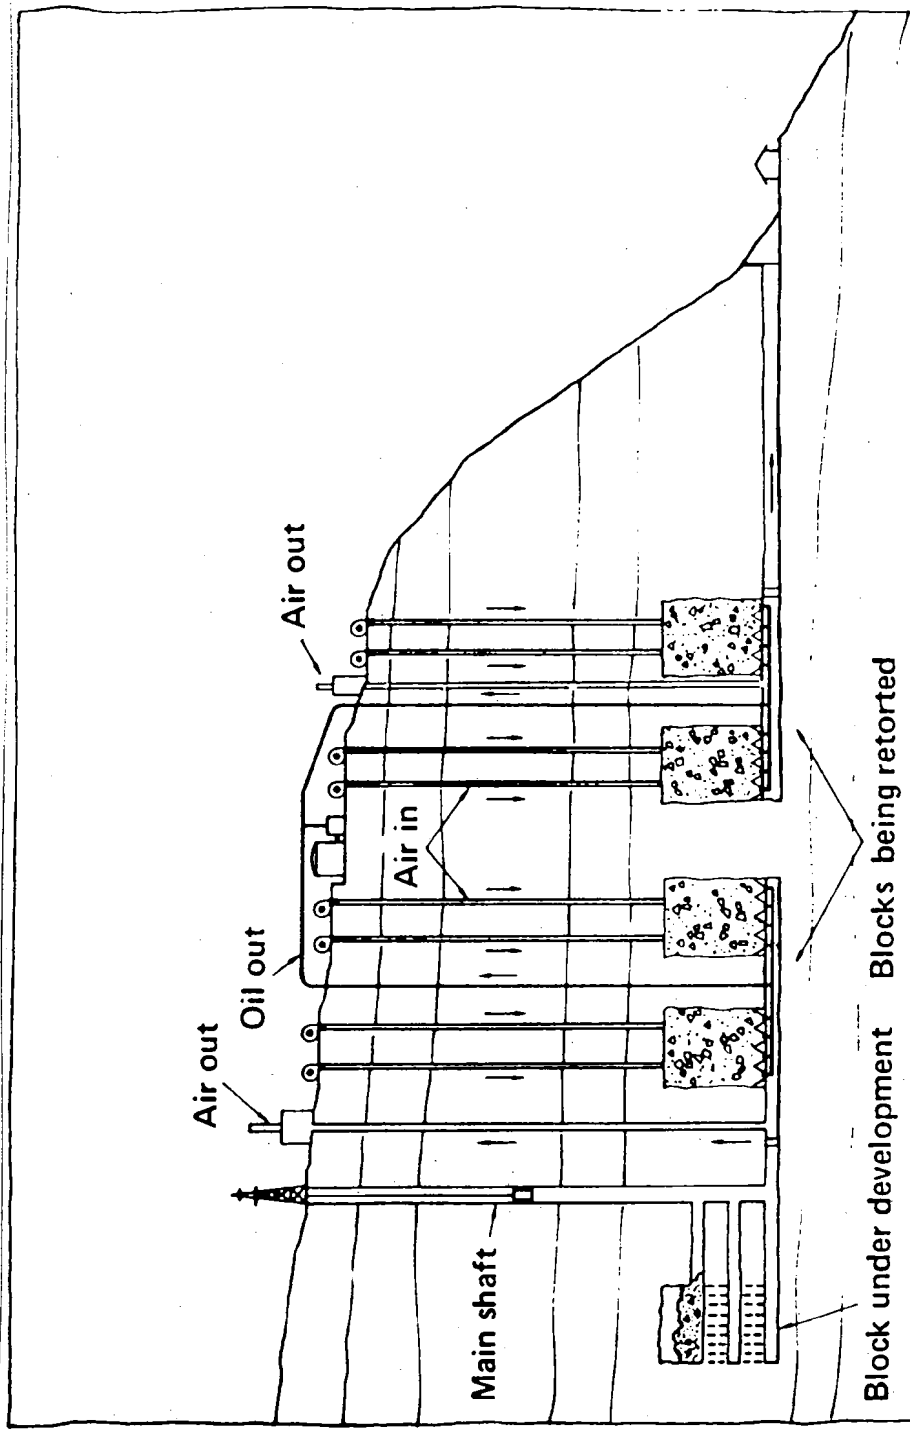 Air out
Oil out
Air out
Air in
Main shaft
Block under development
Blocks being retorted